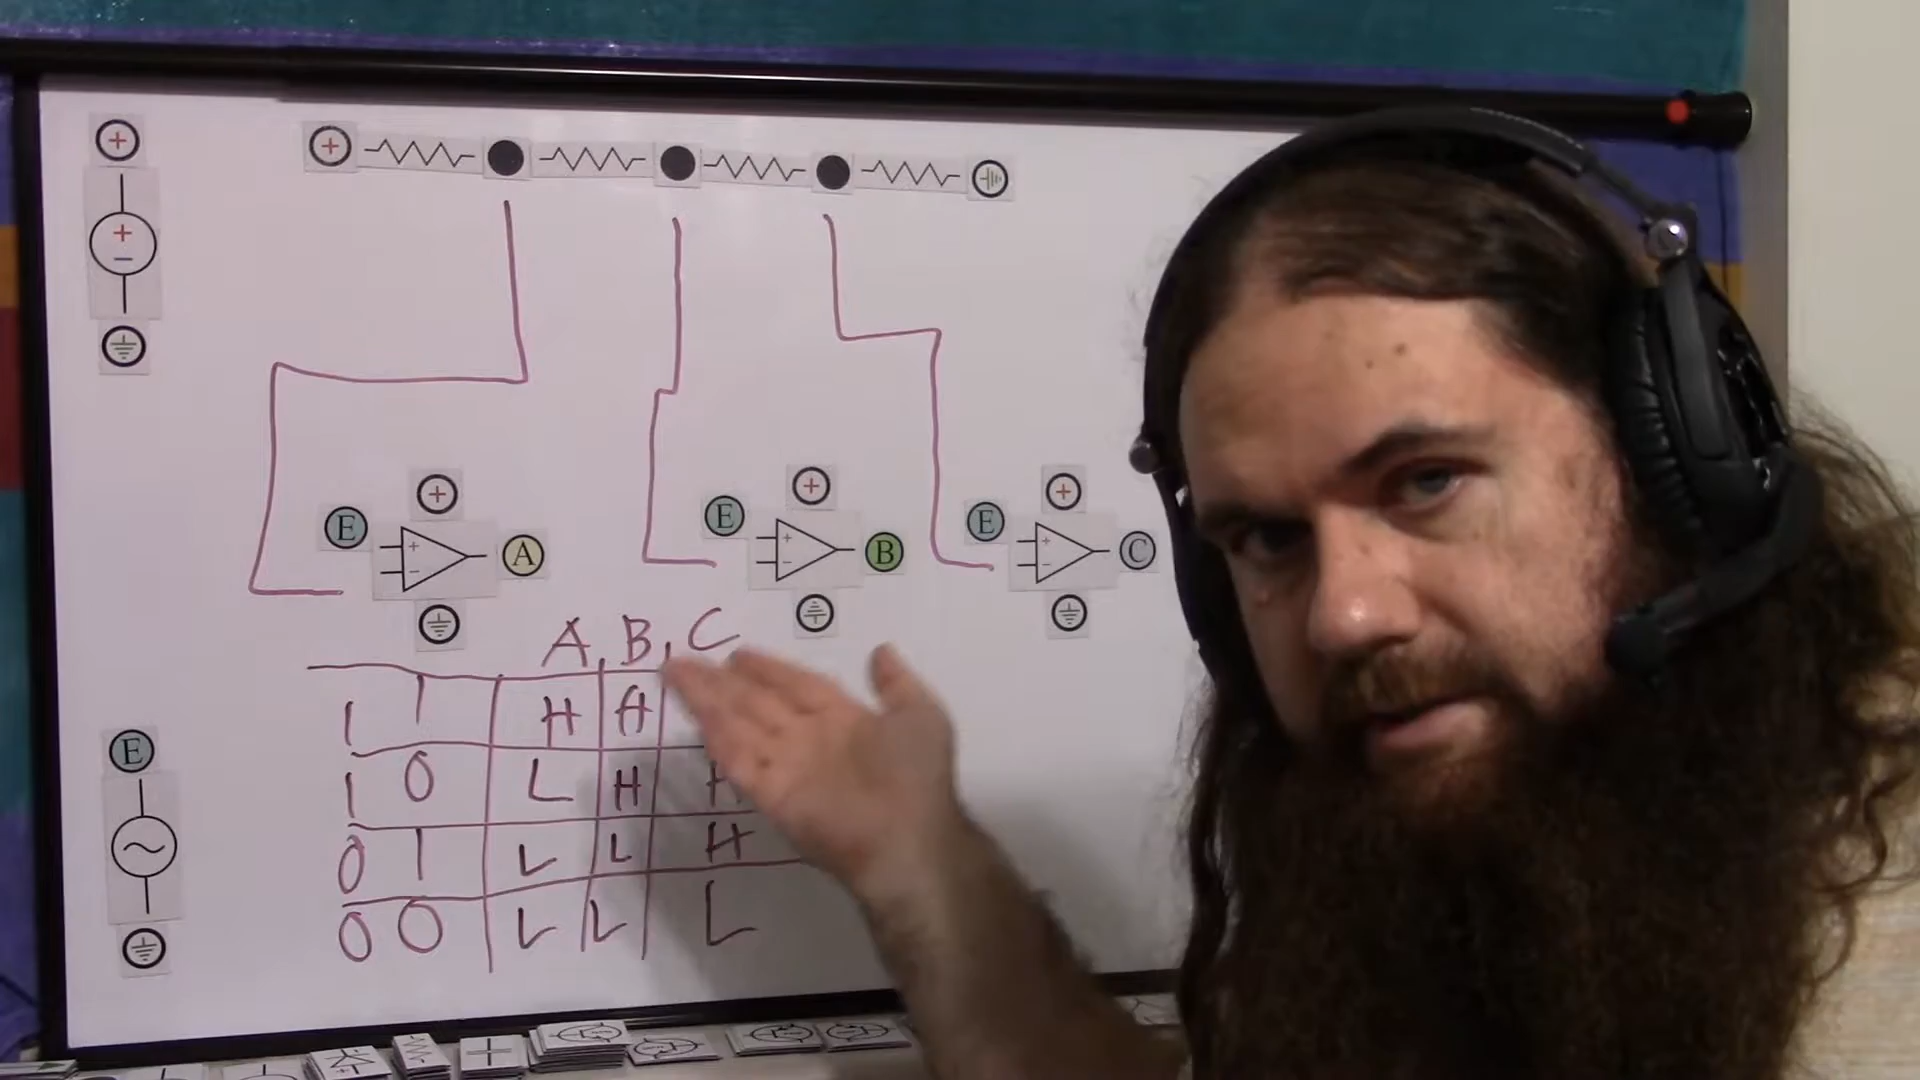 + +
+
−
E + A E + B E + C
+ − + − + −
A B C
1 1 H H
1 0 L H H
0 1 L L H
0 0 L L L
E